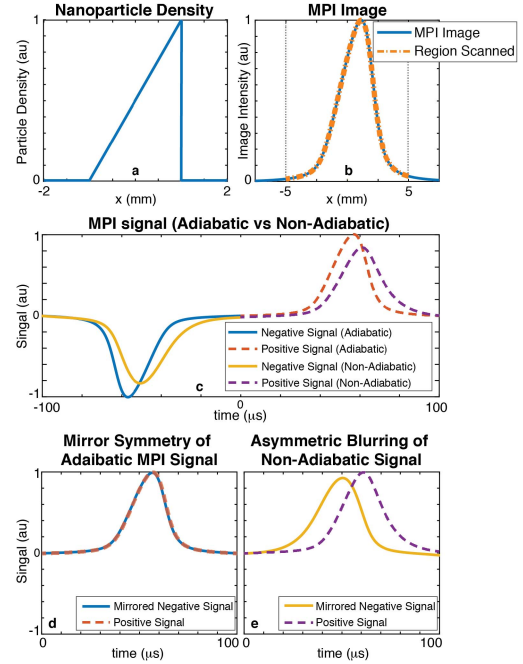 Nanoparticle Density
1
Particle Density (au)
0
-2
0
2
x (mm)
a
MPI Image
1
Image Intensity (au)
0
-5
5
x (mm)
b
MPI Image
Region Scanned
MPI signal (Adiabatic vs Non-Adiabatic)
1
0
-1
Singal (au)
-100
0
100
time (μs)
c
Negative Signal (Adiabatic)
Positive Signal (Adiabatic)
Negative Signal (Non-Adiabatic)
Positive Signal (Non-Adiabatic)
Mirror Symmetry of
Adaibatic MPI Signal
1
0
-1
Singal (au)
0
100
time (μs)
d
Mirrored Negative Signal
Positive Signal
Asymmetric Blurring of
Non-Adiabatic Signal
1
0
-1
0
100
time (μs)
e
Mirrored Negative Signal
Positive Signal